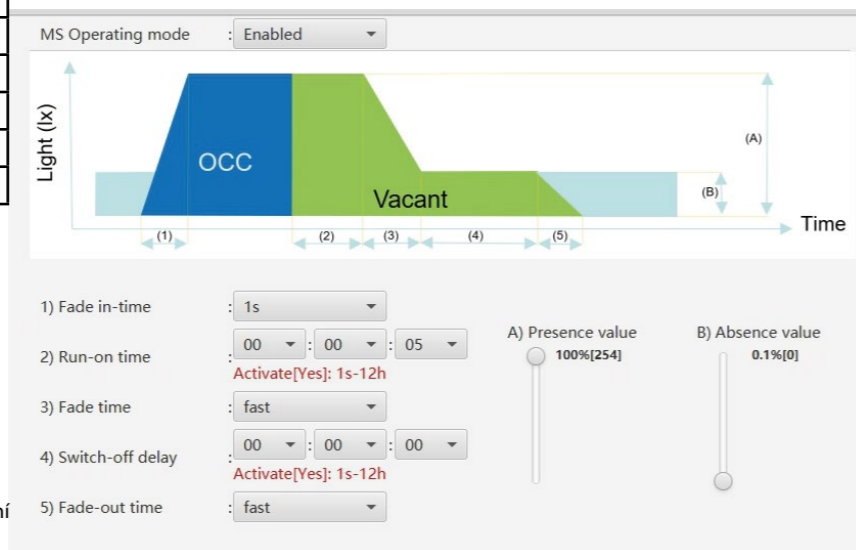 MS Operating mode : Enabled
Light (lx)
OCC
Vacant
(A)
(B)
Time
(1) (2) (3) (4) (5)
1) Fade in-time : 1s
2) Run-on time : 00 : 00 : 05
Activate[Yes]: 1s-12h
3) Fade time : fast
4) Switch-off delay : 00 : 00 : 00
Activate[Yes]: 1s-12h
ní
5) Fade-out time : fast
A) Presence value
100%[254]
B) Absence value
0.1%[0]